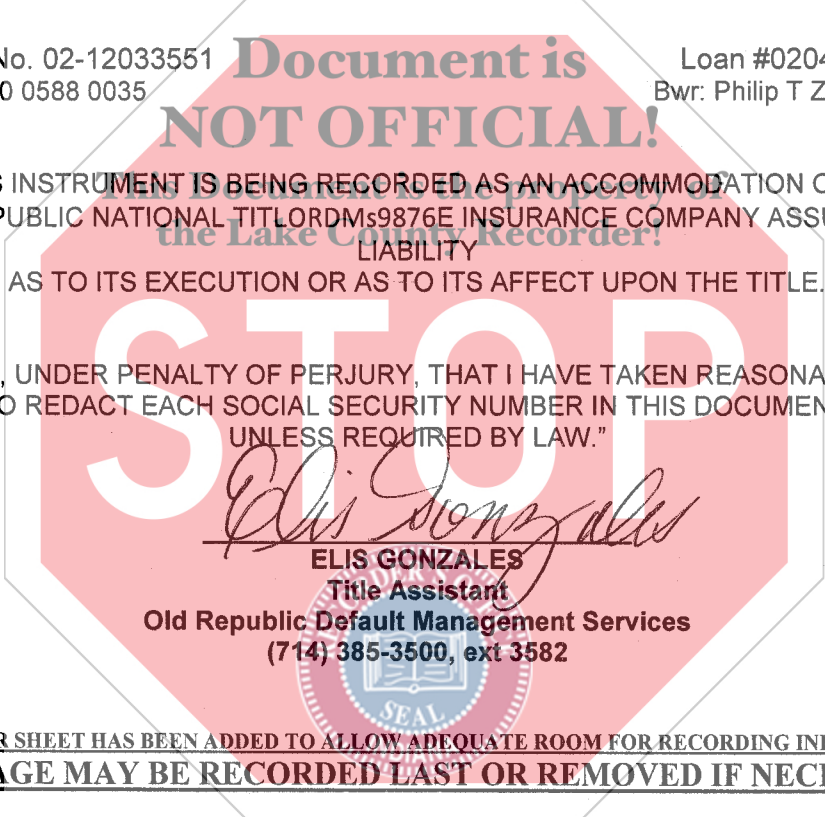 No. 02-12033551
Loan #0204
0 0588 0035
Bwr: Philip T Z
Document is
NOT OFFICIAL!
This Document is the property of
the Lake County Recorder!
S INSTRUMENT IS BEING RECORDED AS AN ACCOMMODATION O
PUBLIC NATIONAL TITLORDMs9876E INSURANCE COMPANY ASSU
LIABILITY
AS TO ITS EXECUTION OR AS TO ITS AFFECT UPON THE TITLE.
STOP
, UNDER PENALTY OF PERJURY, THAT I HAVE TAKEN REASONA
O REDACT EACH SOCIAL SECURITY NUMBER IN THIS DOCUMEN
UNLESS REQUIRED BY LAW.”
Elis Gonzales
ELIS GONZALES
Title Assistant
Old Republic Default Management Services
(714) 385-3500, ext 3582
SEAL
R SHEET HAS BEEN ADDED TO ALLOW ADEQUATE ROOM FOR RECORDING IN
AGE MAY BE RECORDED LAST OR REMOVED IF NECE